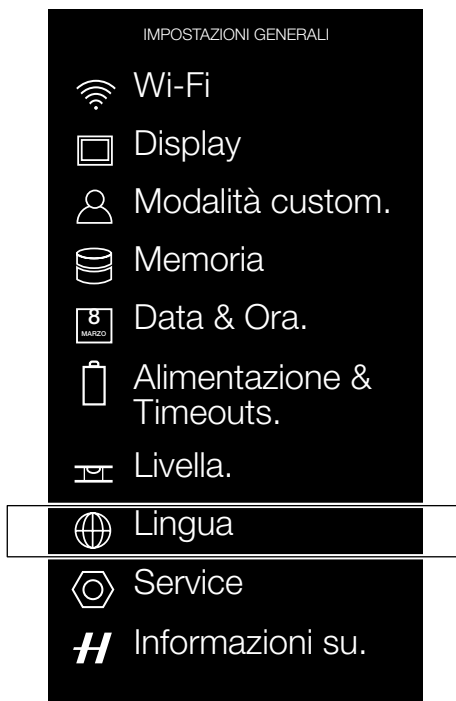 IMPOSTAZIONI GENERALI
Wi-Fi
Display
Modalità custom.
Memoria
8
MARZO
Data & Ora.
Alimentazione &
Timeouts.
Livella.
Lingua
Service
Informazioni su.